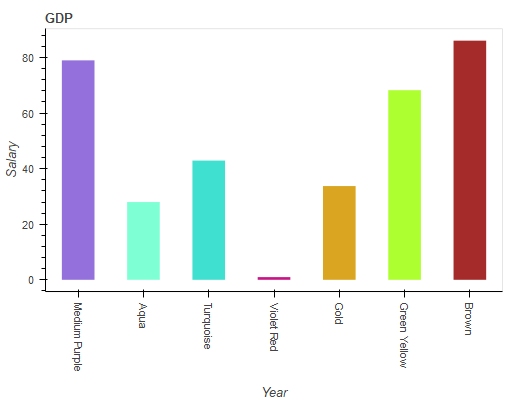 GDP
Salary
80
60
40
20
0
Medium Purple
Aqua
Turquoise
Violet Red
Gold
Green Yellow
Brown
Year